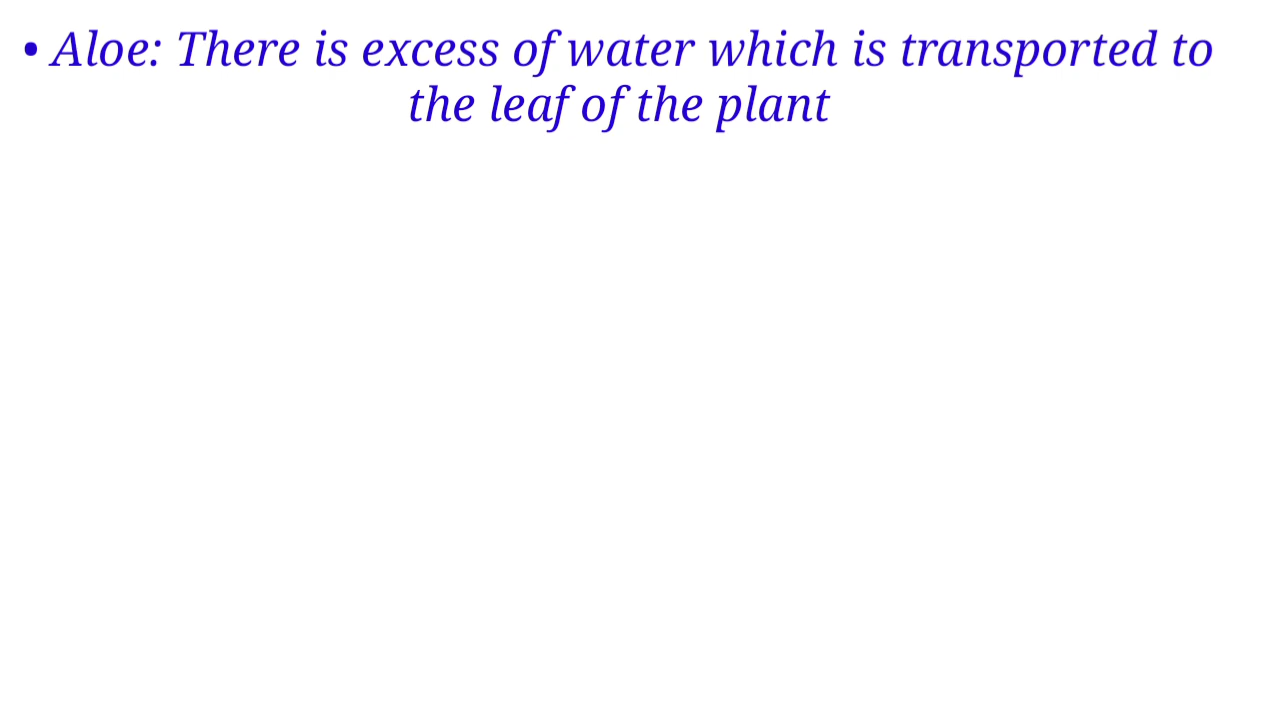 • Aloe: There is excess of water which is transported to
the leaf of the plant